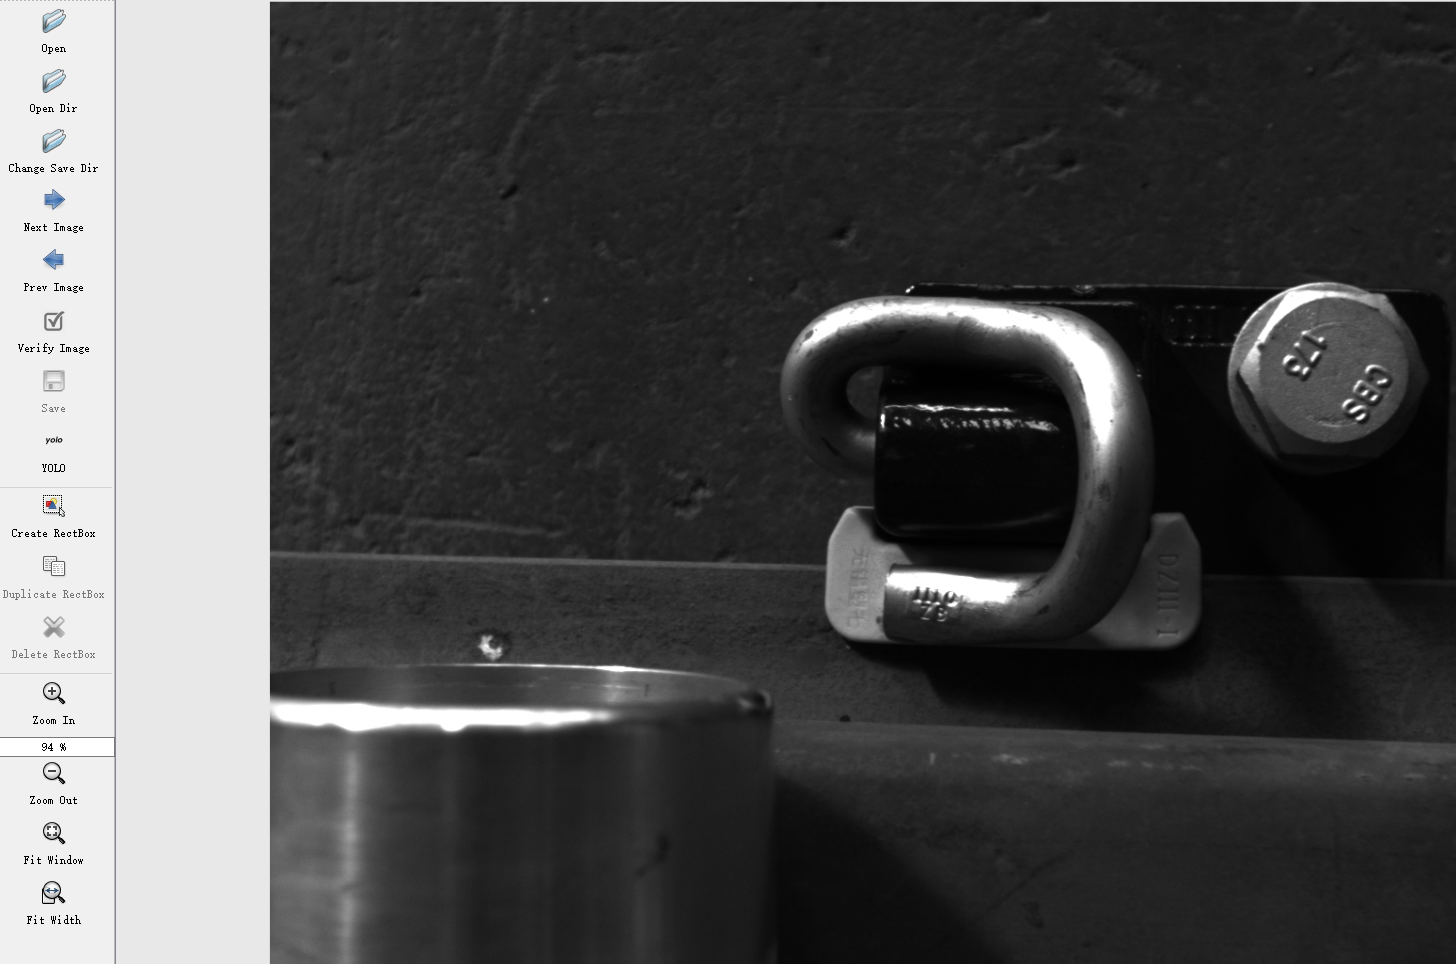 Open
Open Dir
Change Save Dir
Next Image
Prev Image
Verify Image
Save
yolo
YOLO
Create RectBox
Duplicate RectBox
Delete RectBox
Zoom In
94 %
Zoom Out
Fit Window
Fit Width
173
CBS
78